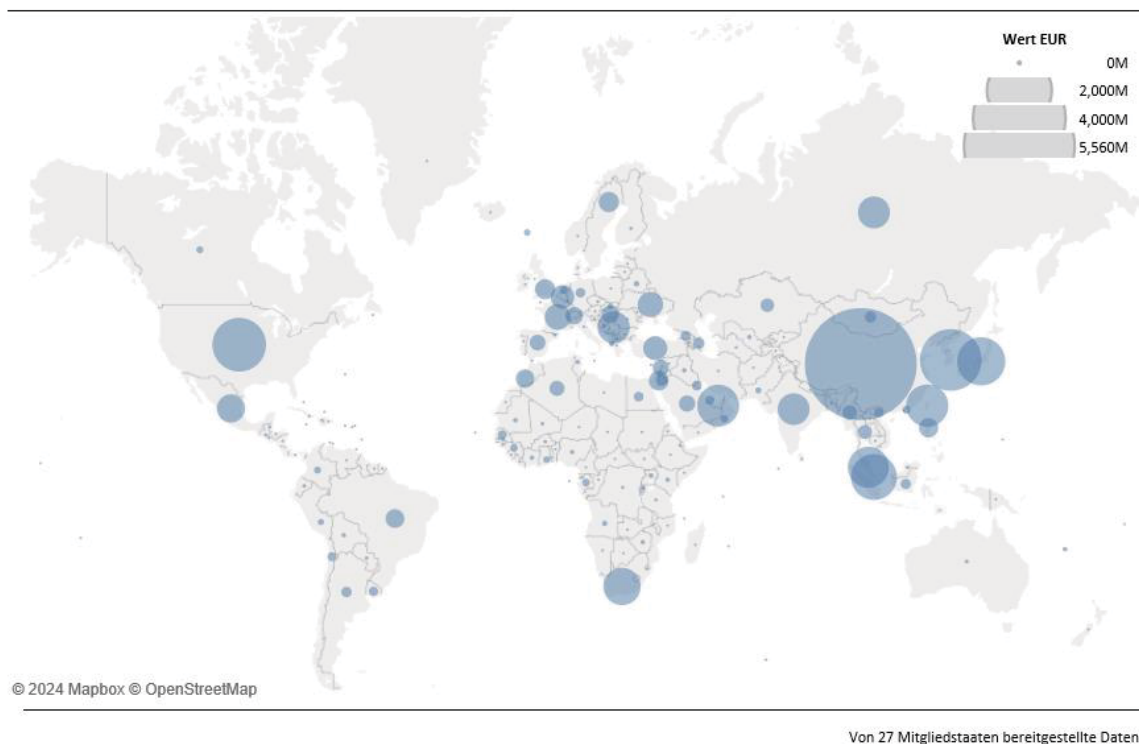 Wert EUR
0M
2,000M
4,000M
5,560M
© 2024 Mapbox © OpenStreetMap
Von 27 Mitgliedstaaten bereitgestellte Daten